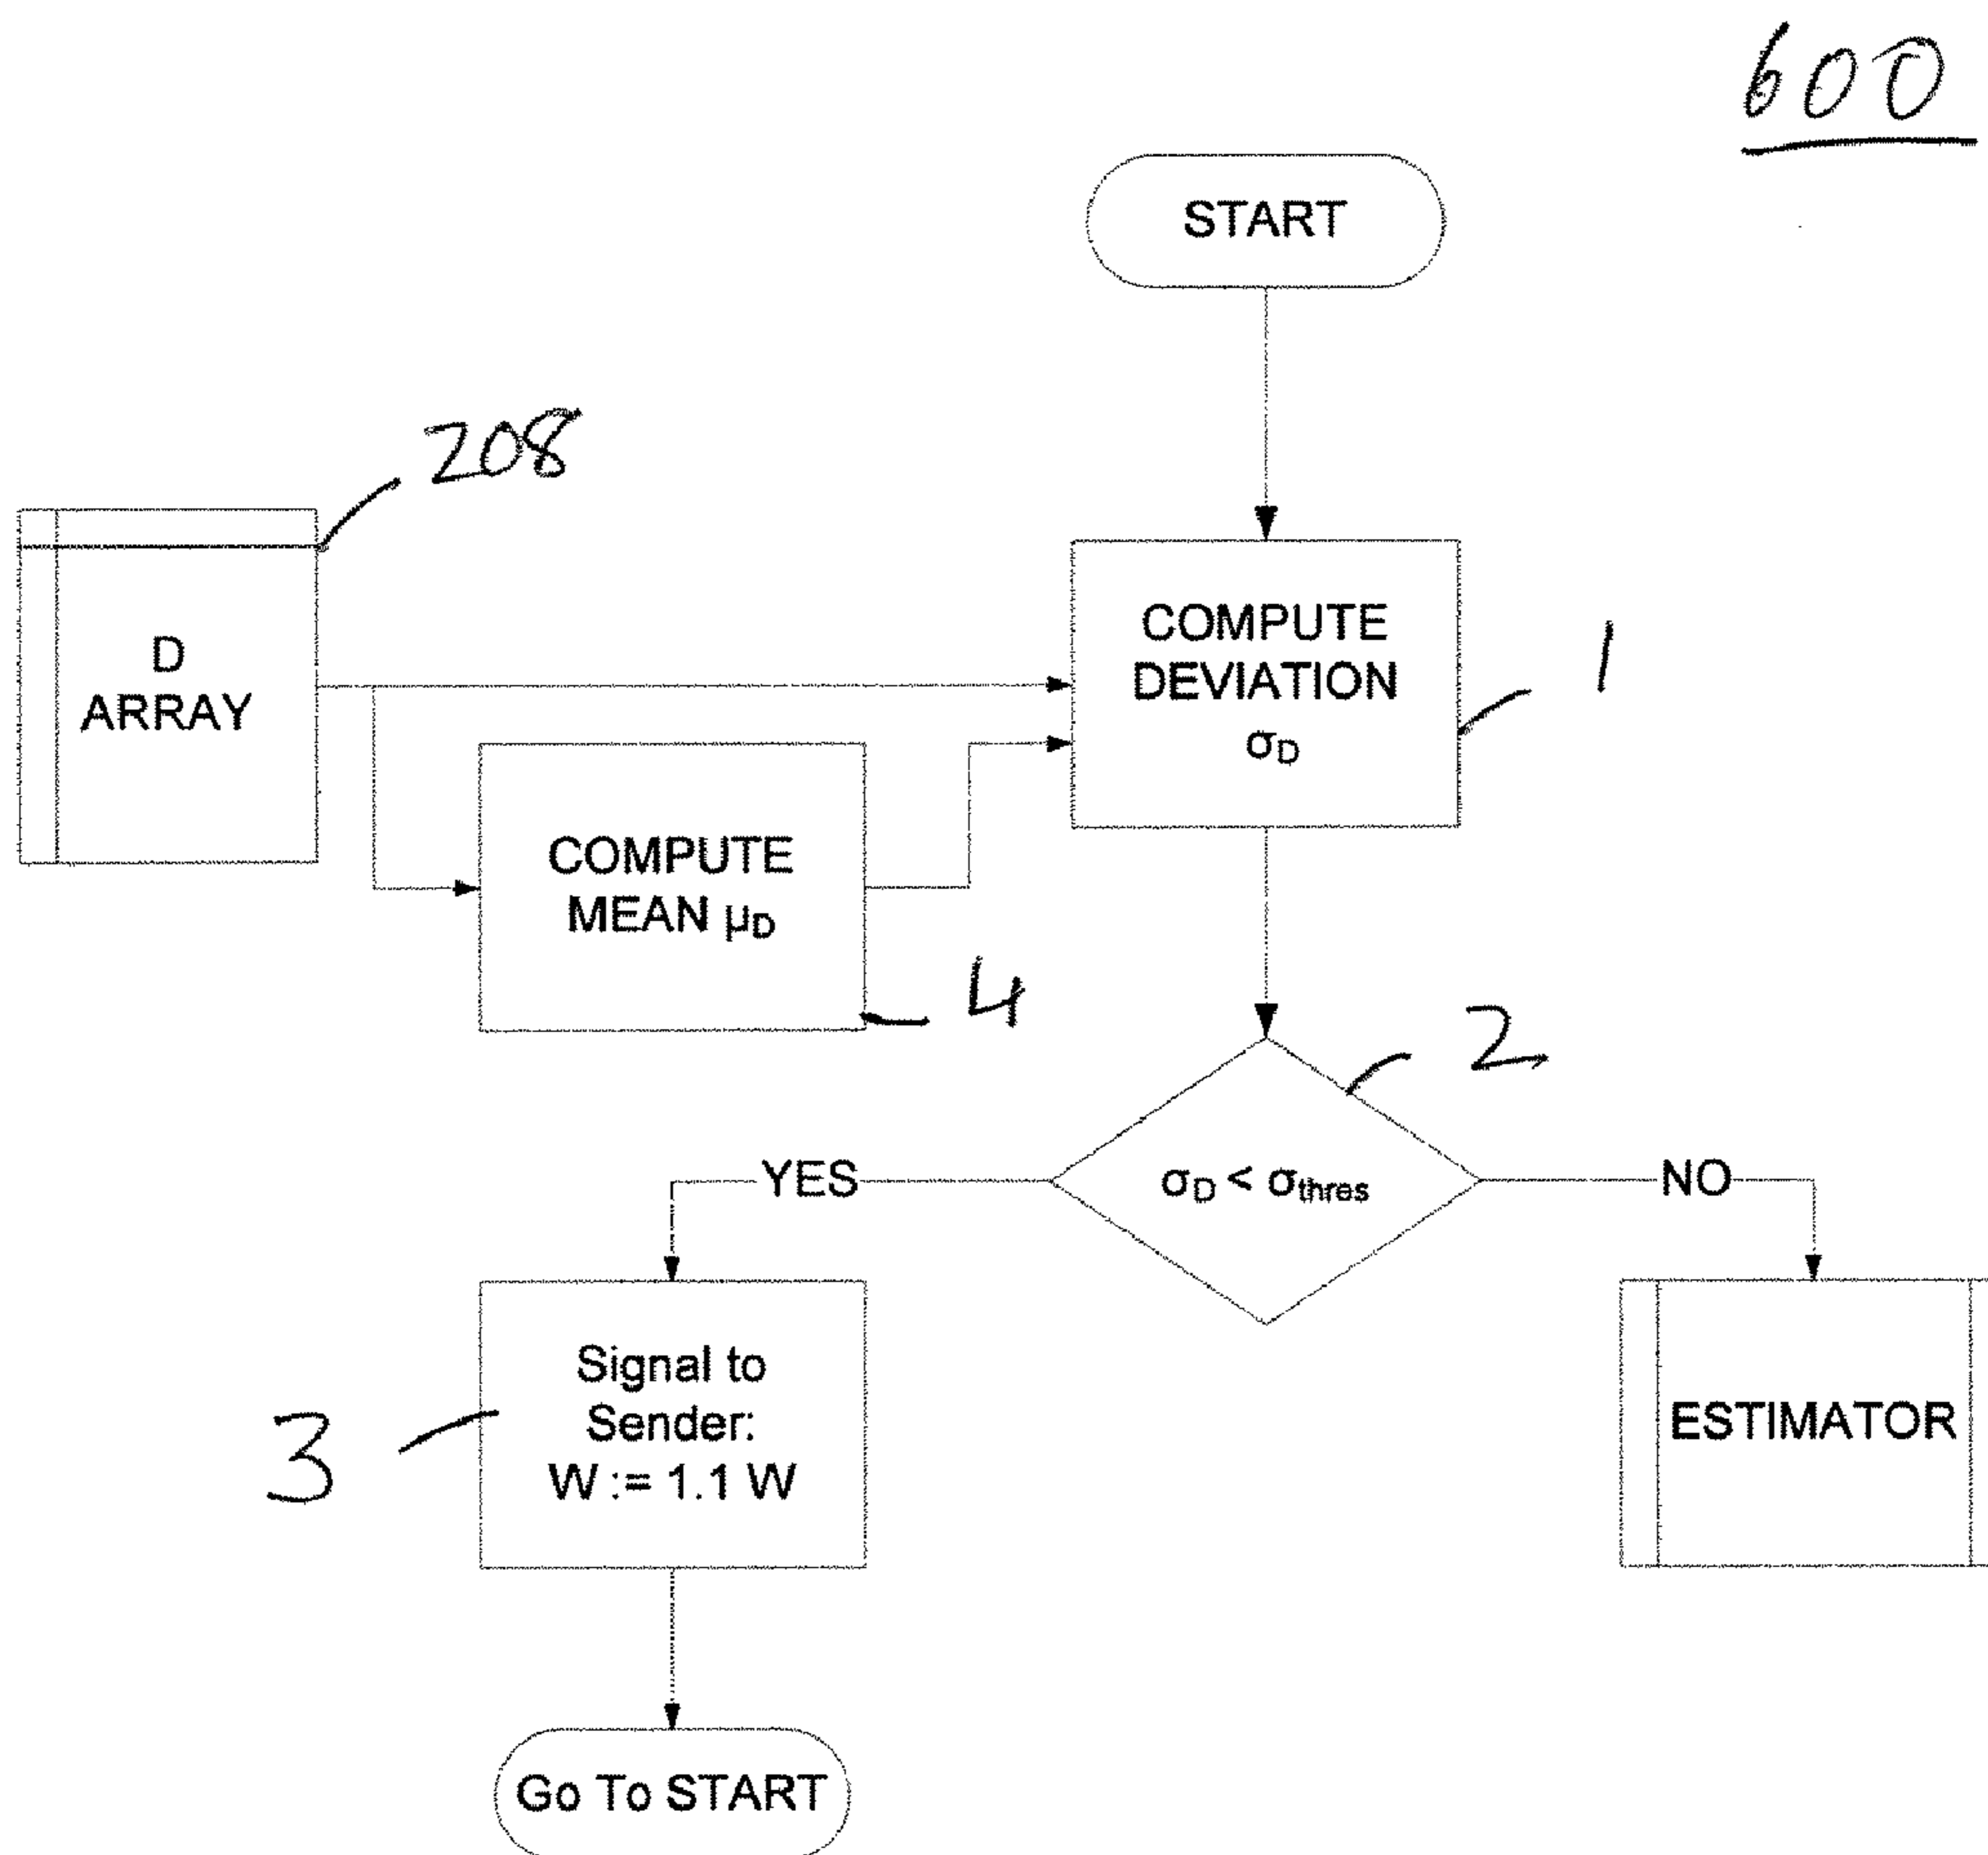 600
START
208
D
ARRAY
COMPUTE
DEVIATION
σD
1
COMPUTE
MEAN μD
4
2
σD < σthres
YES
NO
Signal to
Sender:
W := 1.1 W
3
ESTIMATOR
Go To START